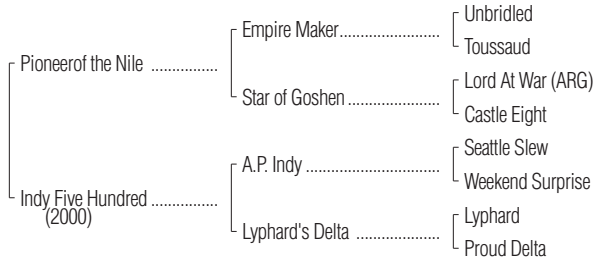 Unbridled
Empire Maker....................
Toussaud
Pioneerof the Nile ..............
Lord At War (ARG)
Star of Goshen....................
Castle Eight
Seattle Slew
A.P. Indy ............................
Weekend Surprise
Indy Five Hundred ..............
(2000)
Lyphard
Lyphard's Delta ..................
Proud Delta